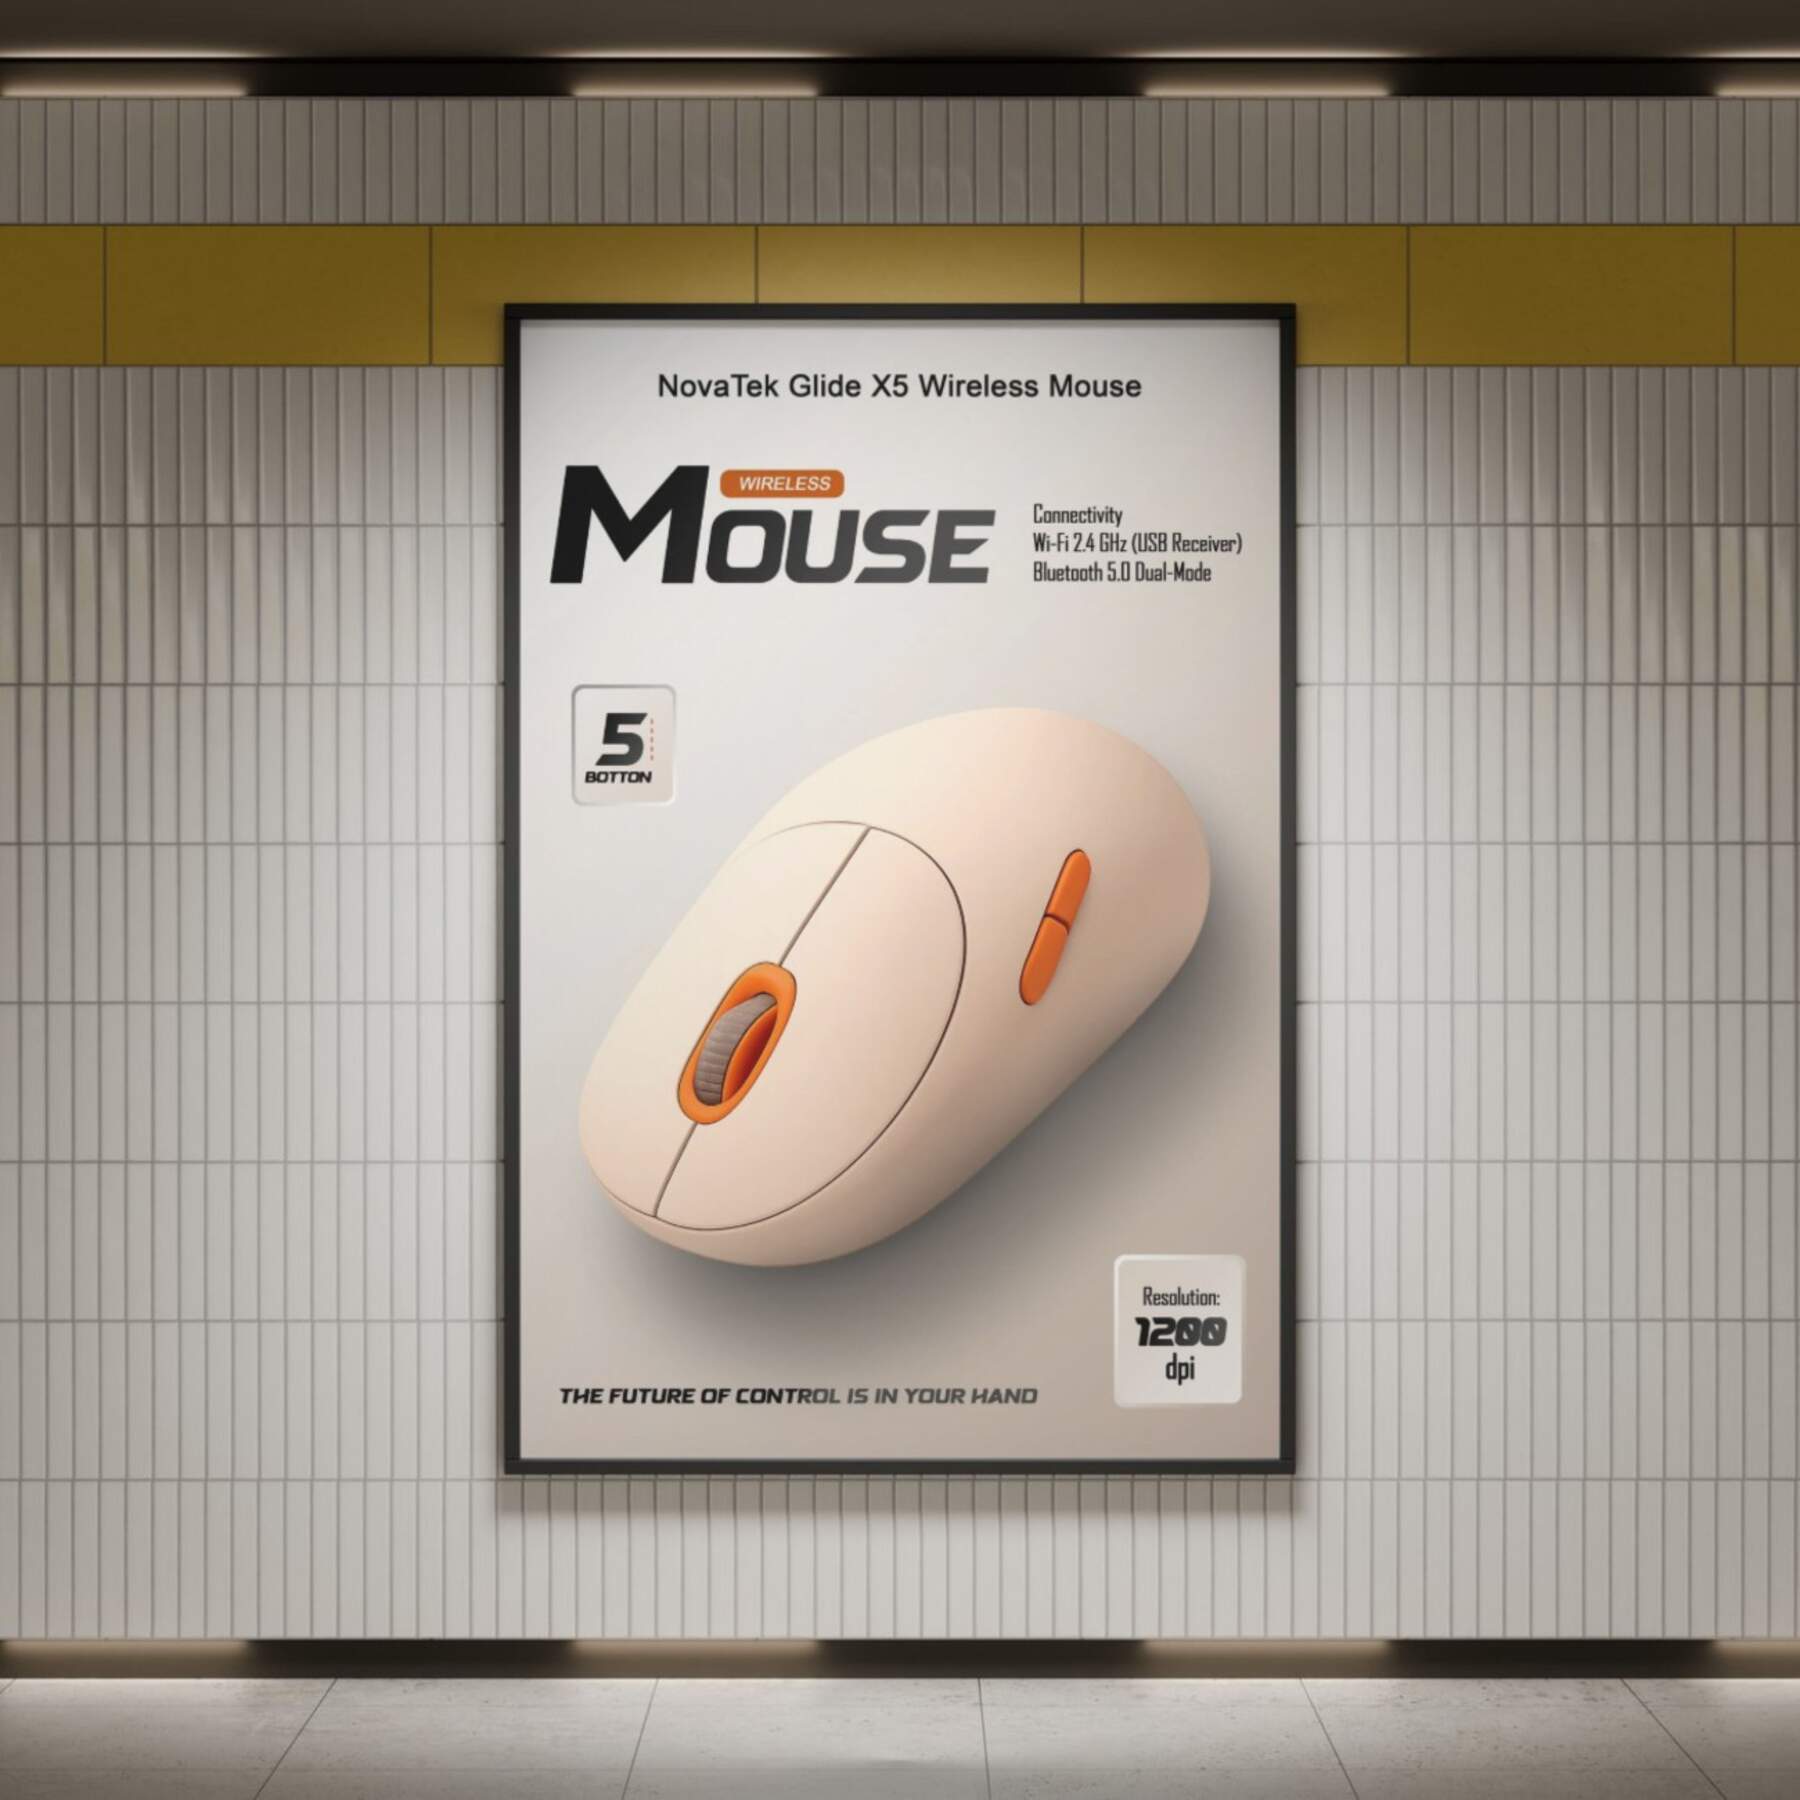 NovaTek Glide X5 Wireless Mouse
WIRELESS
MOUSE
Connectivity
Wi-Fi 2.4 GHz (USB Receiver)
Bluetooth 5.0 Dual-Mode
5
BOTTON
Resolution:
1200
dpi
THE FUTURE OF CONTROL IS IN YOUR HAND